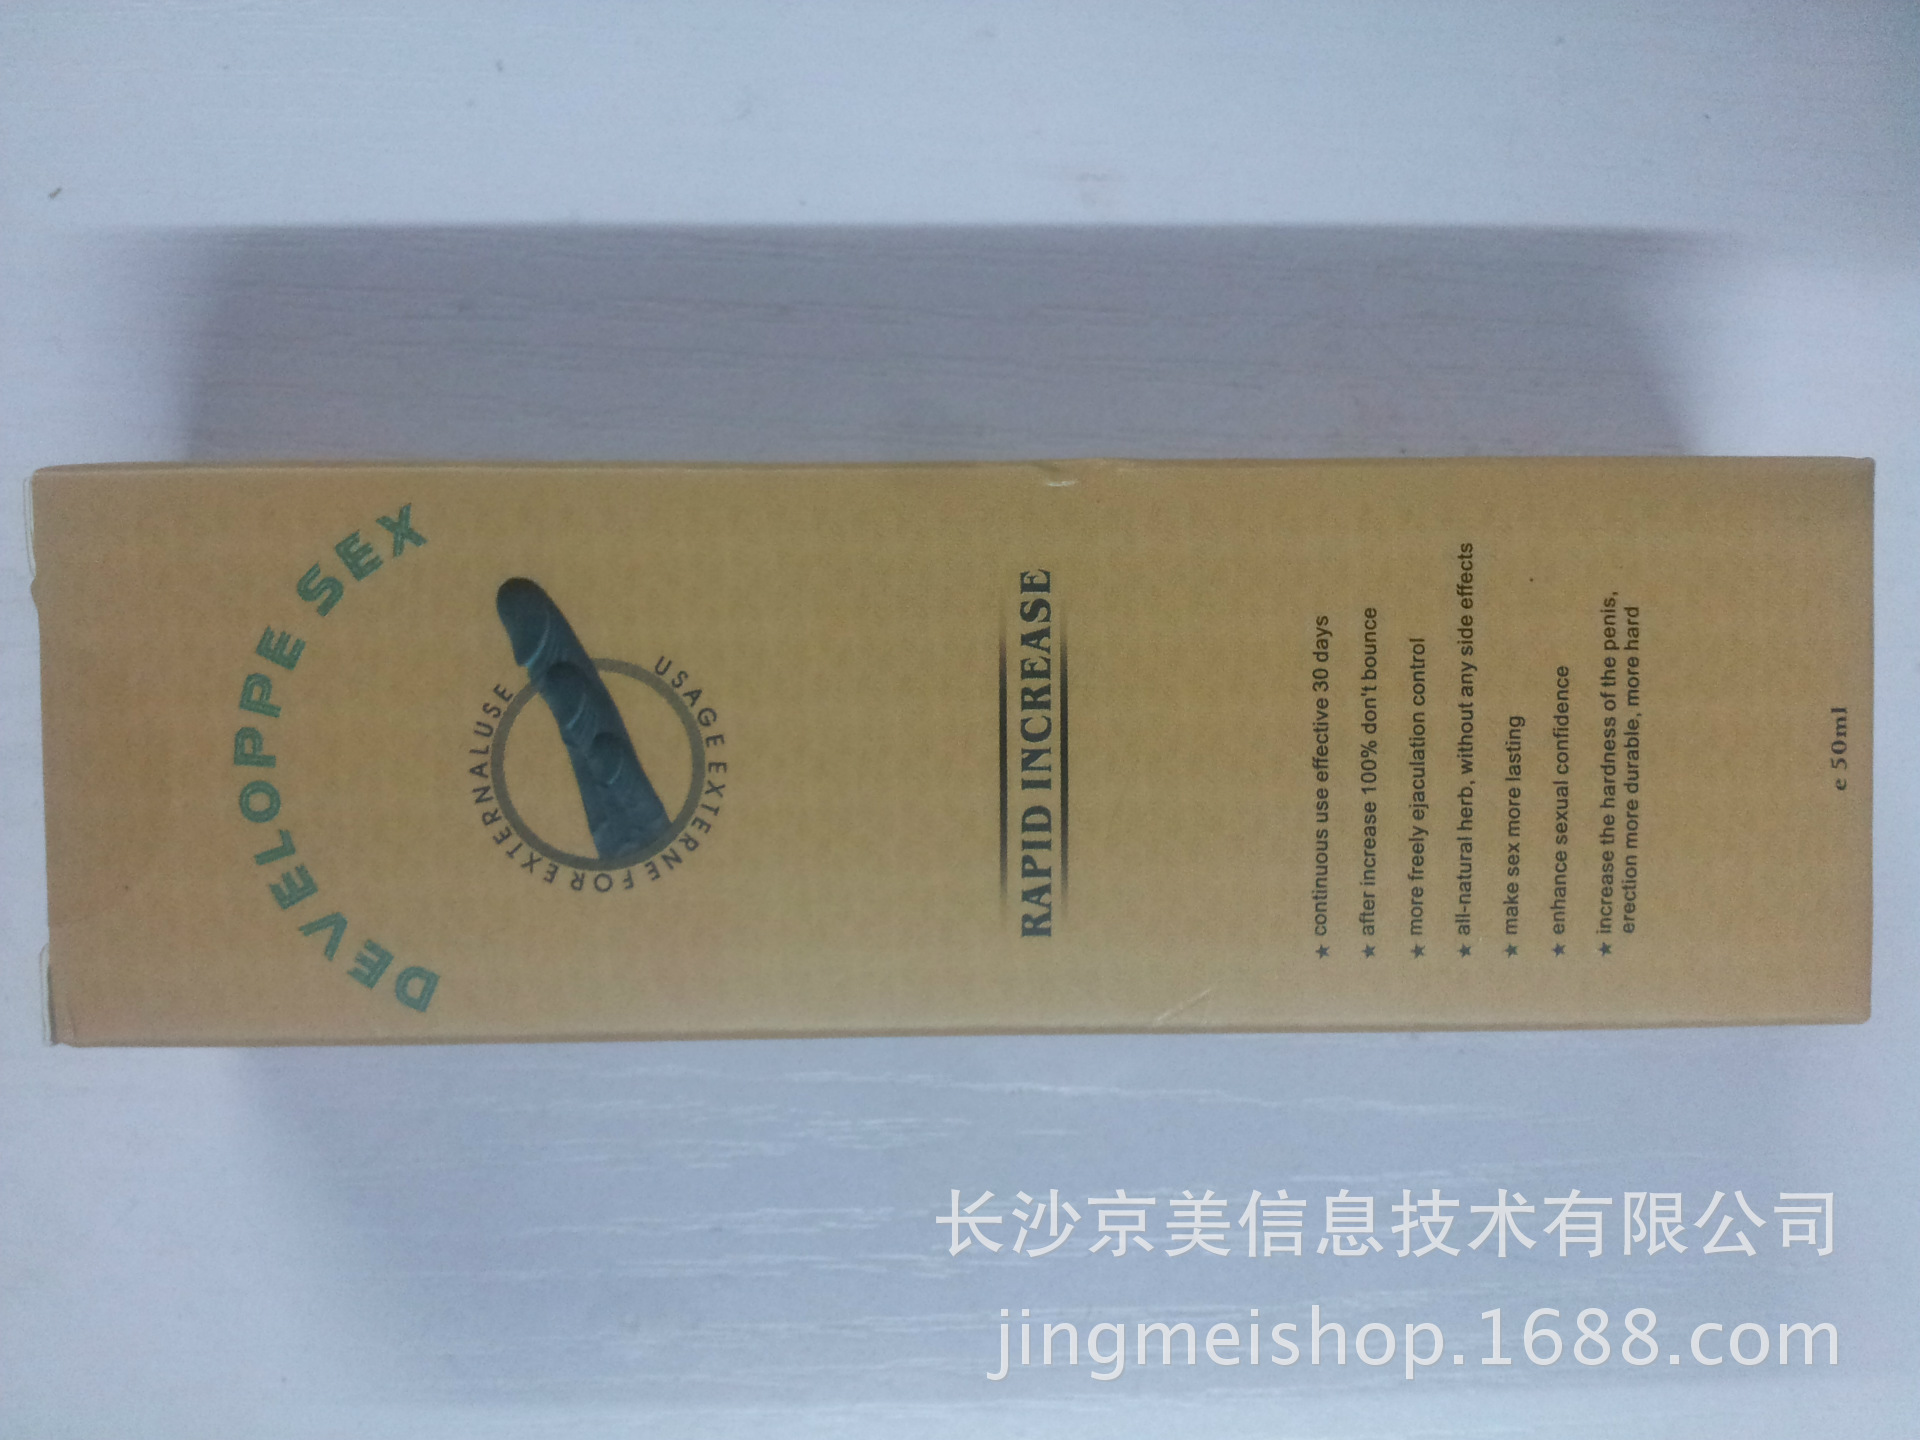 DEVELOPPE SEX
FOR EXTERNAL USE
USAGE EXTERNE
RAPID INCREASE
★ continuous use effective 30 days
★ after increase 100% don't bounce
★ more freely ejaculation control
★ all-natural herb, without any side effects
★ make sex more lasting
★ enhance sexual confidence
★ increase the hardness of the penis,
erection more durable, more hard
e 50ml
长沙京美信息技术有限公司
jingmeishop.1688.com